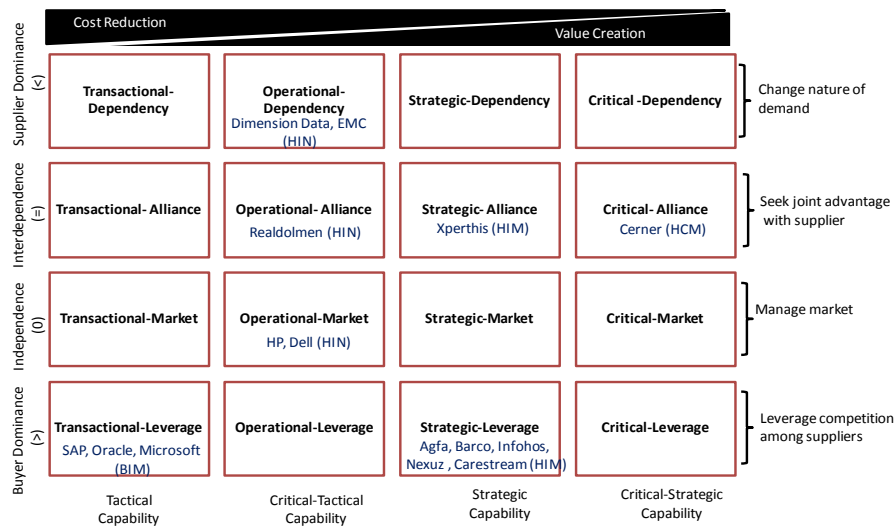 Cost Reduction
Value Creation
Supplier Dominance
(<)
Transactional-
Dependency
Operational-
Dependency
Dimension Data, EMC
(HIN)
Strategic-Dependency
Critical -Dependency
Change nature of
demand
Interdependence
(=)
Transactional- Alliance
Operational- Alliance
Realdolmen (HIN)
Strategic- Alliance
Xperthis (HIM)
Critical- Alliance
Cerner (HCM)
Seek joint advantage
with supplier
Independence
(0)
Transactional-Market
Operational-Market
HP, Dell (HIN)
Strategic-Market
Critical-Market
Manage market
Buyer Dominance
(>)
Transactional-Leverage
SAP, Oracle, Microsoft
(BIM)
Operational-Leverage
Strategic-Leverage
Agfa, Barco, Infohos,
Nexuz , Carestream (HIM)
Critical-Leverage
Leverage competition
among suppliers
Tactical
Capability
Critical-Tactical
Capability
Strategic
Capability
Critical-Strategic
Capability